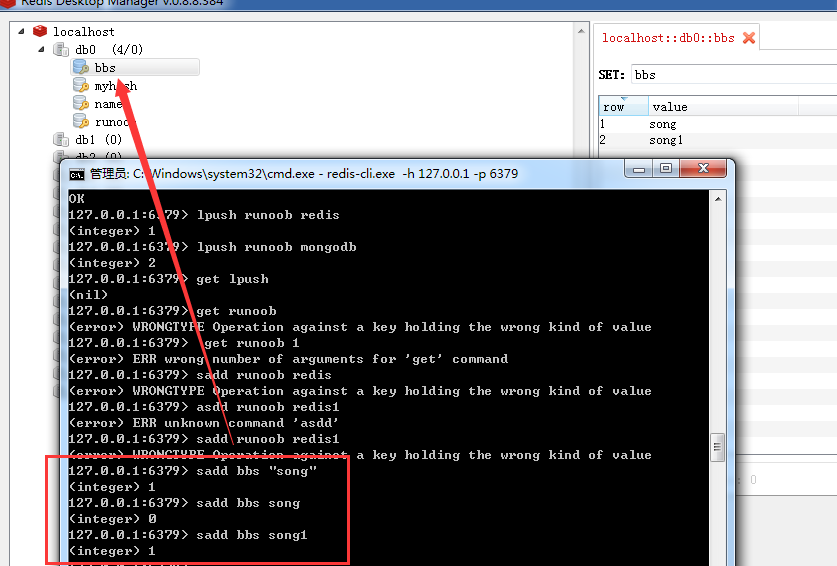 Redis Desktop Manager v.0.8.8.384
localhost
db0 (4/0)
bbs
myhash
name
runoob
db1 (0)
db2 (0)
localhost::db0::bbs
SET: bbs
row value
1 song
2 song1
管理员: C:\Windows\system32\cmd.exe - redis-cli.exe -h 127.0.0.1 -p 6379
OK
127.0.0.1:6379> lpush runoob redis
(integer) 1
127.0.0.1:6379> lpush runoob mongodb
(integer) 2
127.0.0.1:6379> get lpush
(nil)
127.0.0.1:6379> get runoob
(error) WRONGTYPE Operation against a key holding the wrong kind of value
127.0.0.1:6379>  get runoob 1
(error) ERR wrong number of arguments for 'get' command
127.0.0.1:6379> sadd runoob redis
(error) WRONGTYPE Operation against a key holding the wrong kind of value
127.0.0.1:6379> asdd runoob redis1
(error) ERR unknown command 'asdd'
127.0.0.1:6379> sadd runoob redis1
(error) WRONGTYPE Operation against a key holding the wrong kind of value
127.0.0.1:6379> sadd bbs "song"
(integer) 1
127.0.0.1:6379> sadd bbs song
(integer) 0
127.0.0.1:6379> sadd bbs song1
(integer) 1
: 0